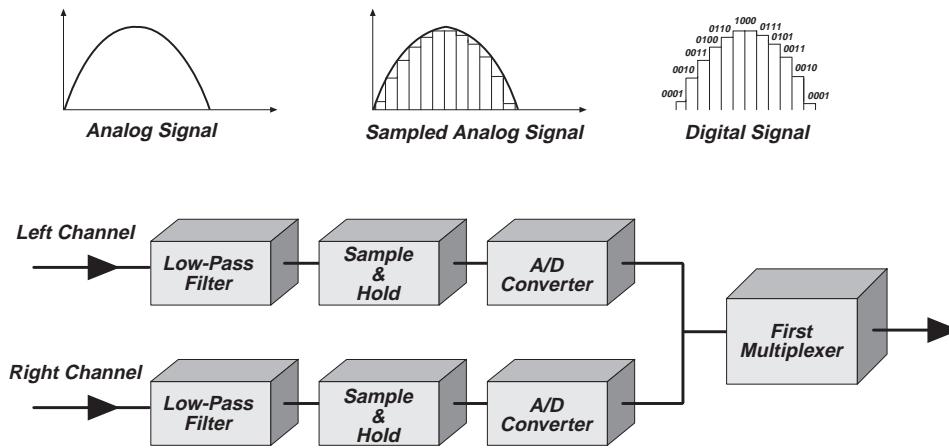 1000
0110
0111
0100
0101
0011
0011
0010
0010
0001
0001
Analog Signal
Sampled Analog Signal
Digital Signal
Left Channel
Low-Pass
Filter
Sample
&
Hold
A/D
Converter
First
Multiplexer
Right Channel
Low-Pass
Filter
Sample
&
Hold
A/D
Converter